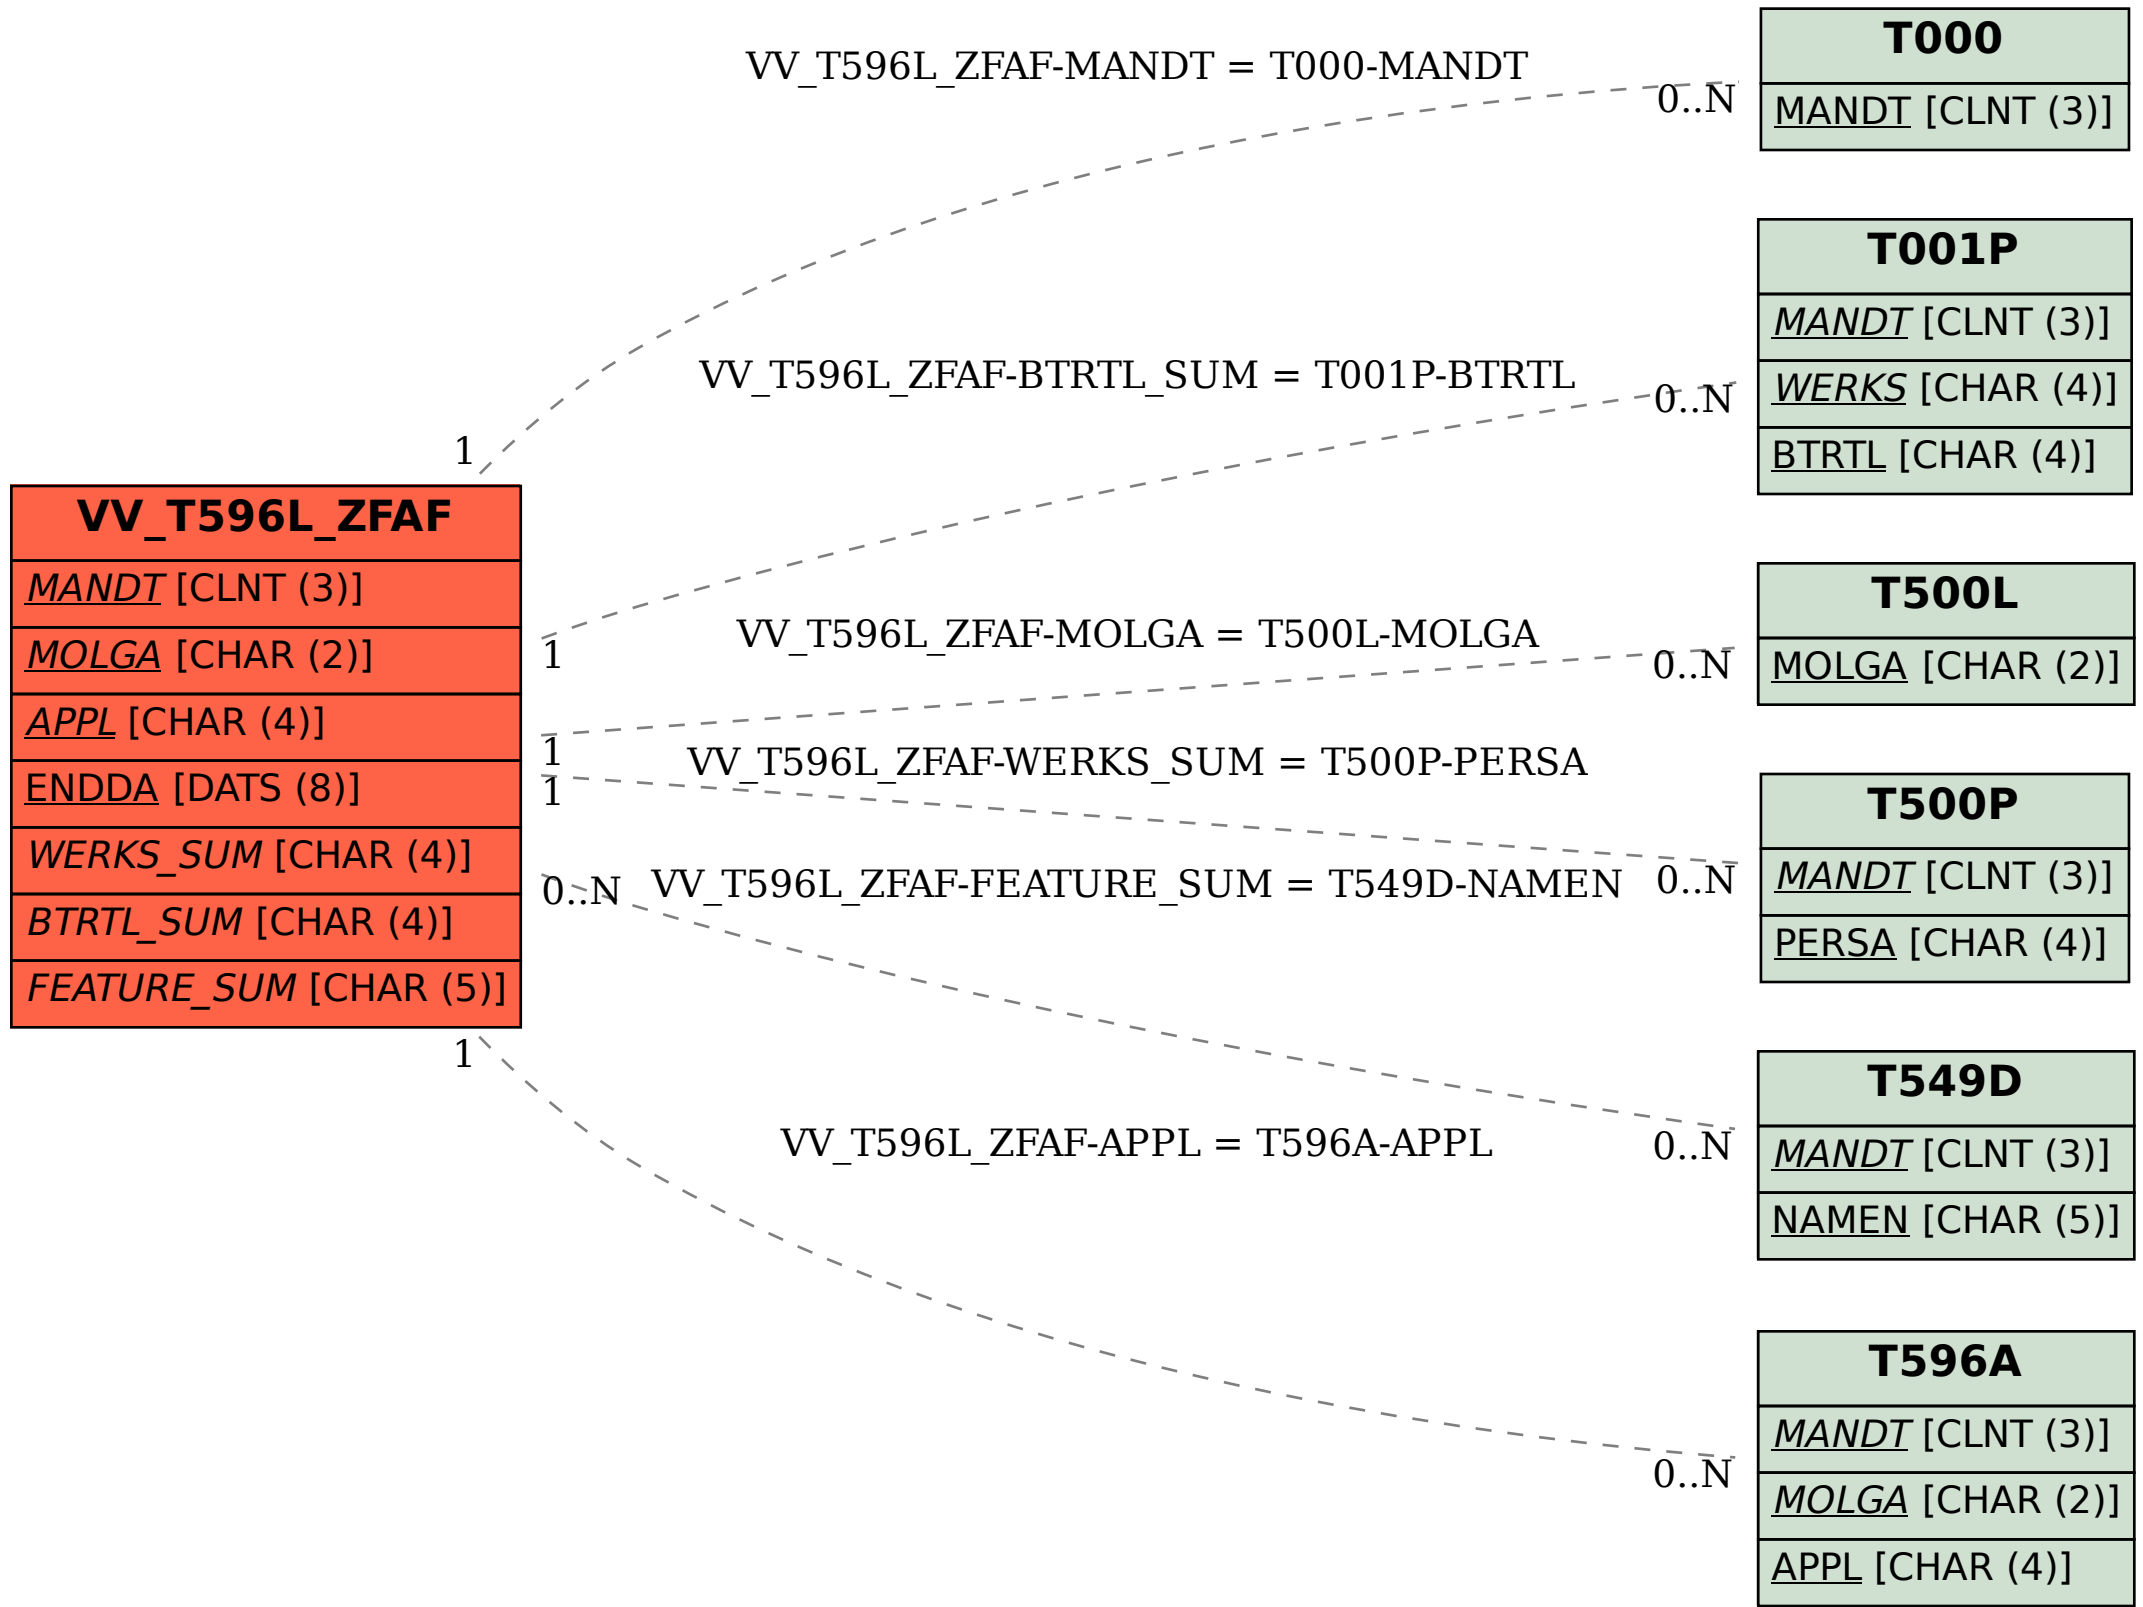 VV_T596L_ZFAF
MANDT [CLNT (3)]
MOLGA [CHAR (2)]
APPL [CHAR (4)]
ENDDA [DATS (8)]
WERKS_SUM [CHAR (4)]
BTRTL_SUM [CHAR (4)]
FEATURE_SUM [CHAR (5)]
VV_T596L_ZFAF-MANDT = T000-MANDT
1
0..N
VV_T596L_ZFAF-BTRTL_SUM = T001P-BTRTL
1
0..N
VV_T596L_ZFAF-MOLGA = T500L-MOLGA
1
0..N
VV_T596L_ZFAF-WERKS_SUM = T500P-PERSA
1
0..N
VV_T596L_ZFAF-FEATURE_SUM = T549D-NAMEN
0..N
0..N
VV_T596L_ZFAF-APPL = T596A-APPL
1
0..N
T000
MANDT [CLNT (3)]
T001P
MANDT [CLNT (3)]
WERKS [CHAR (4)]
BTRTL [CHAR (4)]
T500L
MOLGA [CHAR (2)]
T500P
MANDT [CLNT (3)]
PERSA [CHAR (4)]
T549D
MANDT [CLNT (3)]
NAMEN [CHAR (5)]
T596A
MANDT [CLNT (3)]
MOLGA [CHAR (2)]
APPL [CHAR (4)]